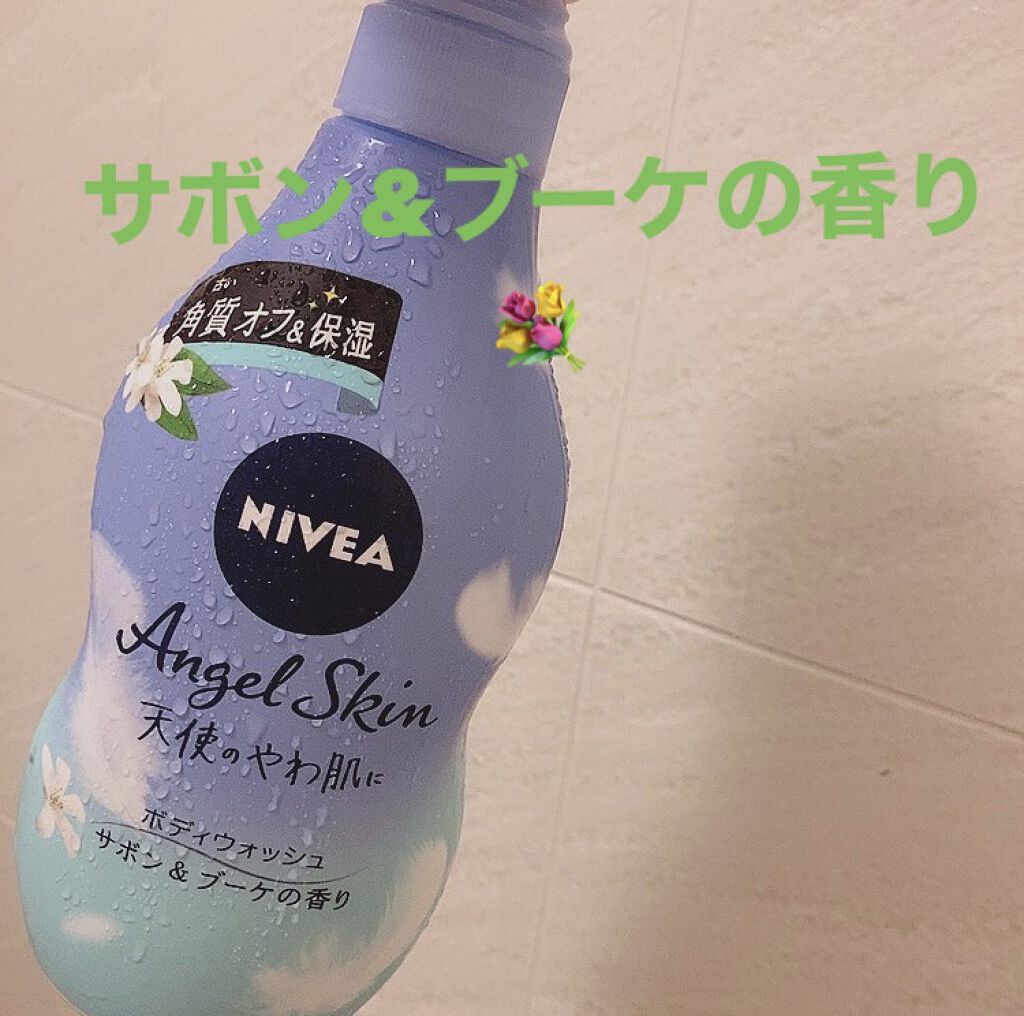 サボン&ブーケの香り
古い
角質オフ&保湿
NIVEA
Angel Skin
天使のやわ肌に
ボディウォッシュ
サボン & ブーケの香り